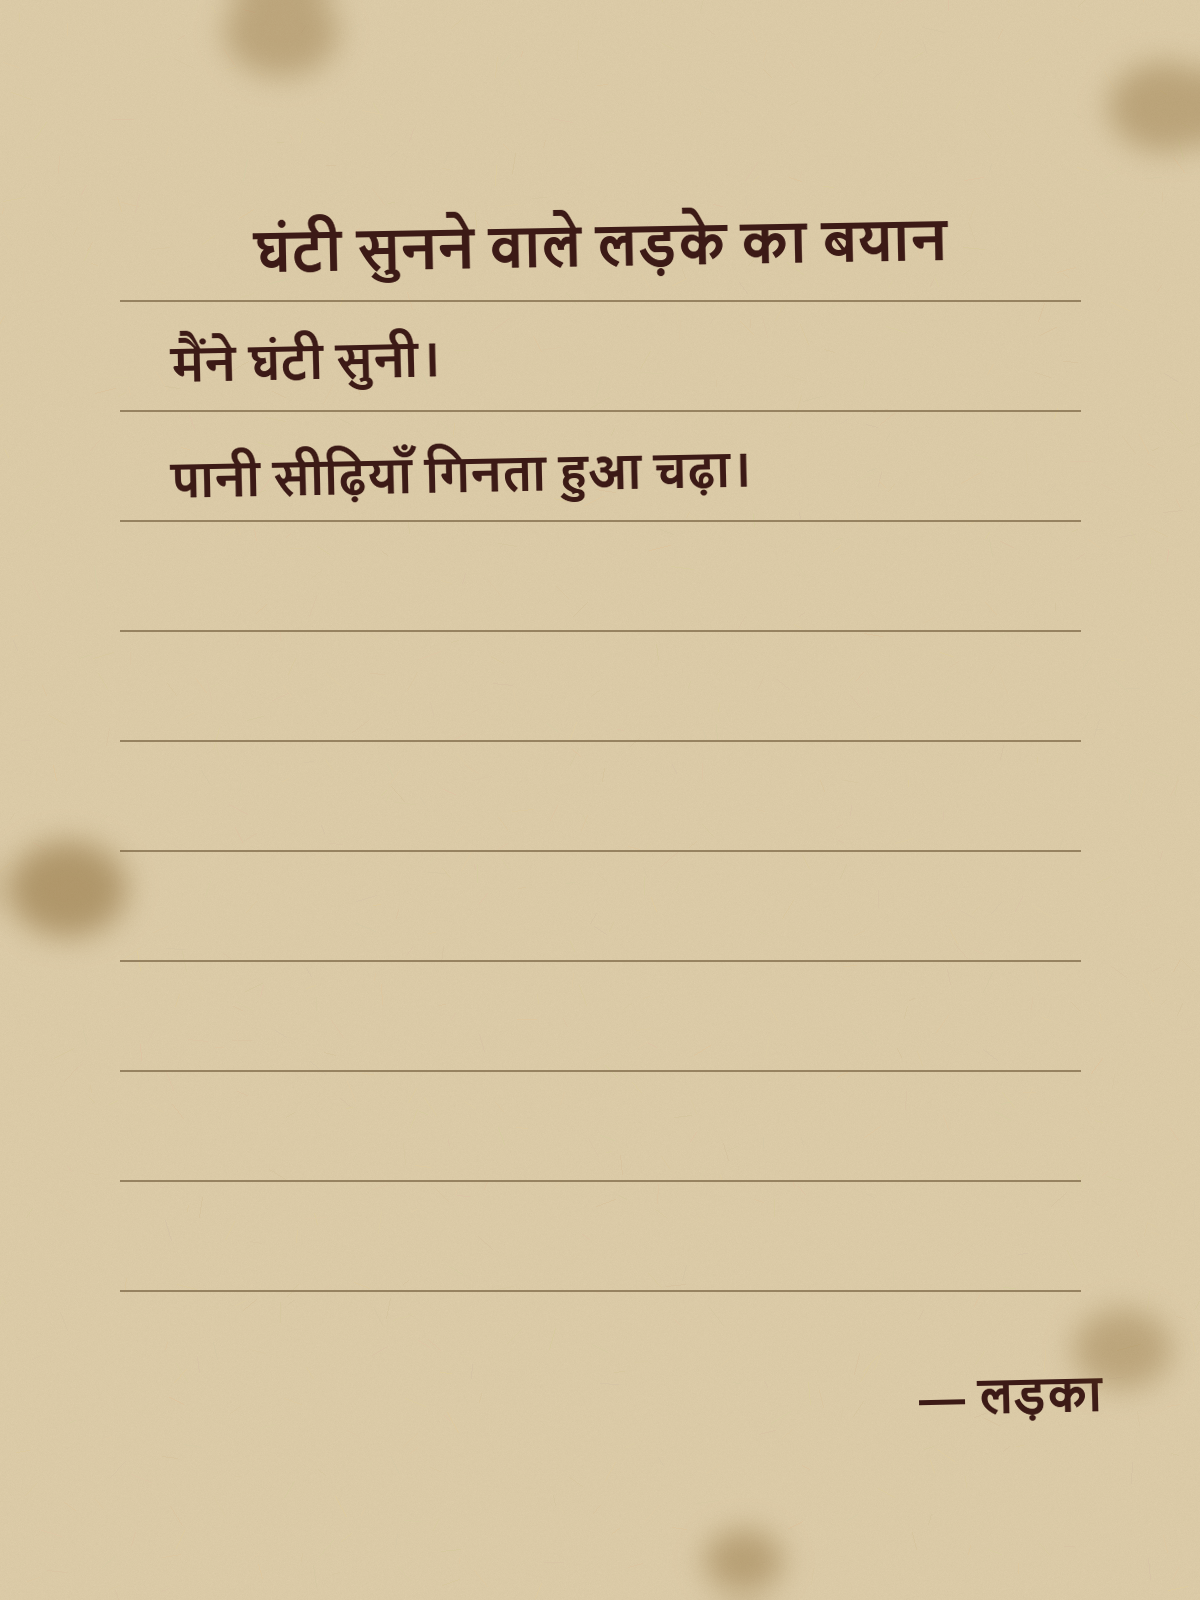 घंटी सुनने वाले लड़के का बयान
मैंने घंटी सुनी।
पानी सीढ़ियाँ गिनता हुआ चढ़ा।
— लड़का